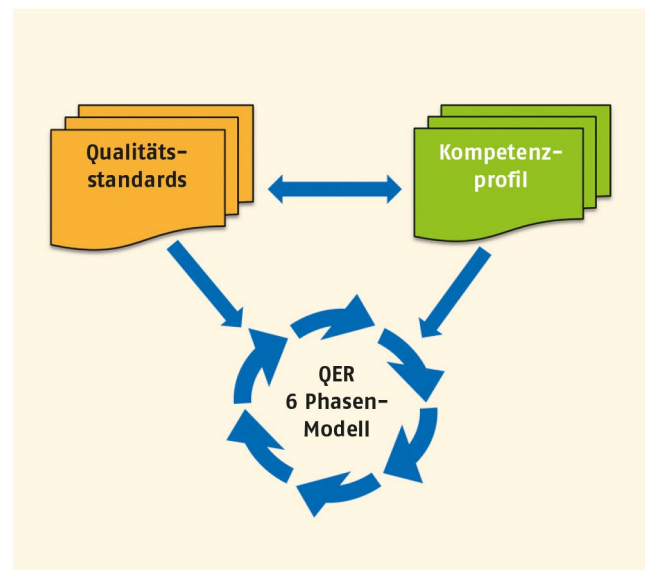 Qualitäts-
standards
Kompetenz-
profil
QER
6 Phasen-
Modell